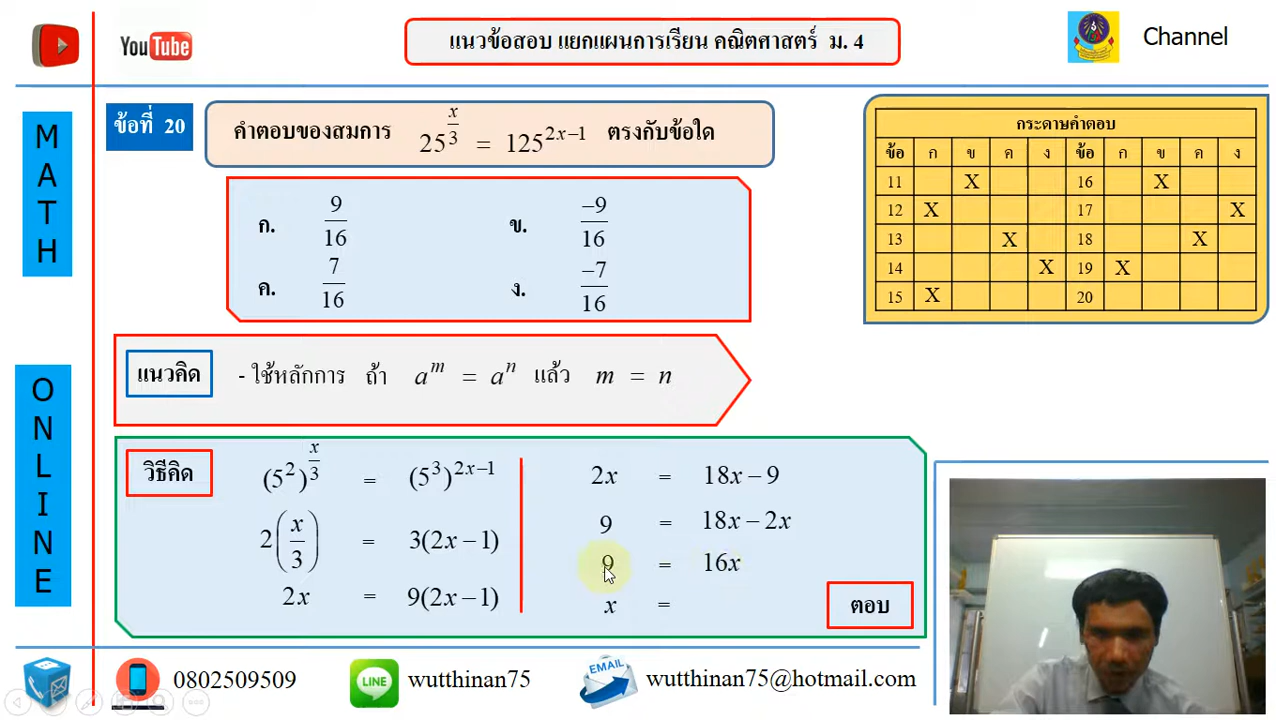 YouTube
แนวข้อสอบ แยกแผนการเรียน คณิตศาสตร์ ม. 4
Channel
MATH
ONLINE
ข้อที่ 20
คำตอบของสมการ 25^(x/3) = 125^(2x−1) ตรงกับข้อใด
ก. 9/16 ข. −9/16
ค. 7/16 ง. −7/16
กระดาษคำตอบ
ข้อ ก ข ค ง ข้อ ก ข ค ง
11 X 16 X
12 X 17 X
13 X 18 X
14 X 19 X
15 X 20
แนวคิด - ใช้หลักการ ถ้า a^m = a^n แล้ว m = n
วิธีคิด
(5^2)^(x/3) = (5^3)^(2x−1)
2(x/3) = 3(2x−1)
2x = 9(2x−1)
2x = 18x−9
9 = 18x−2x
9 = 16x
x =
ตอบ
0802509509
LINE
wutthinan75
EMAIL
wutthinan75@hotmail.com